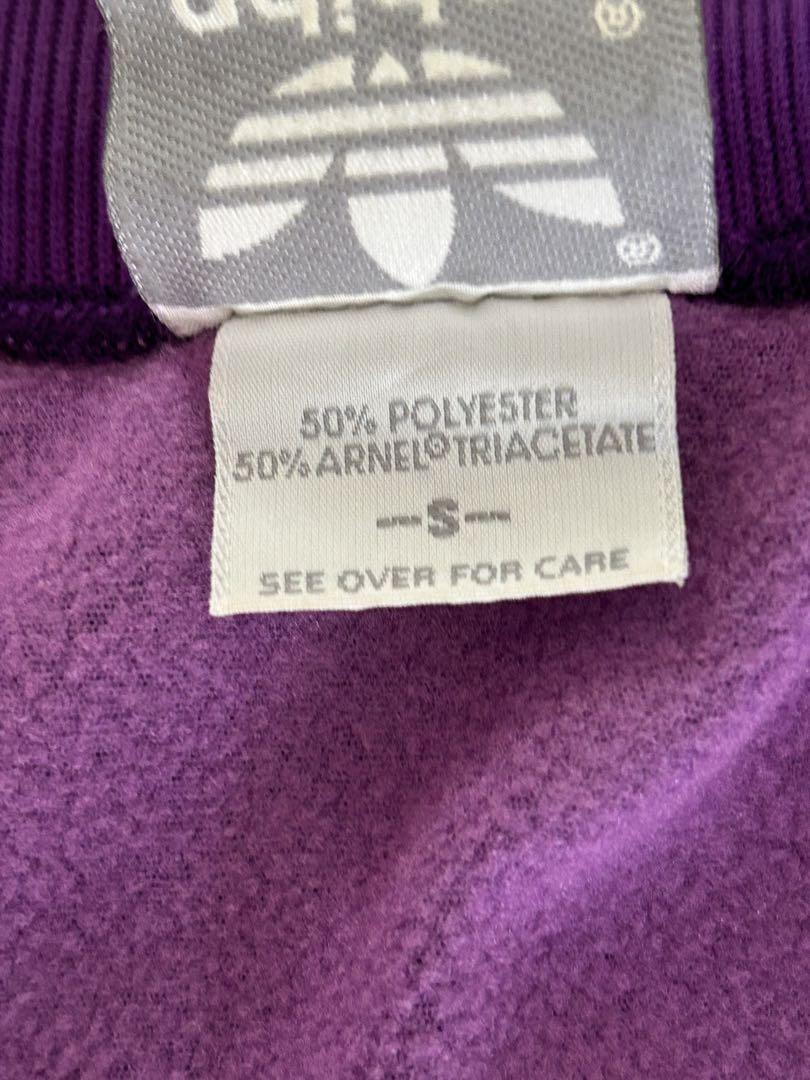 50% POLYESTER
50% ARNEL® TRIACETATE
—S—
SEE OVER FOR CARE